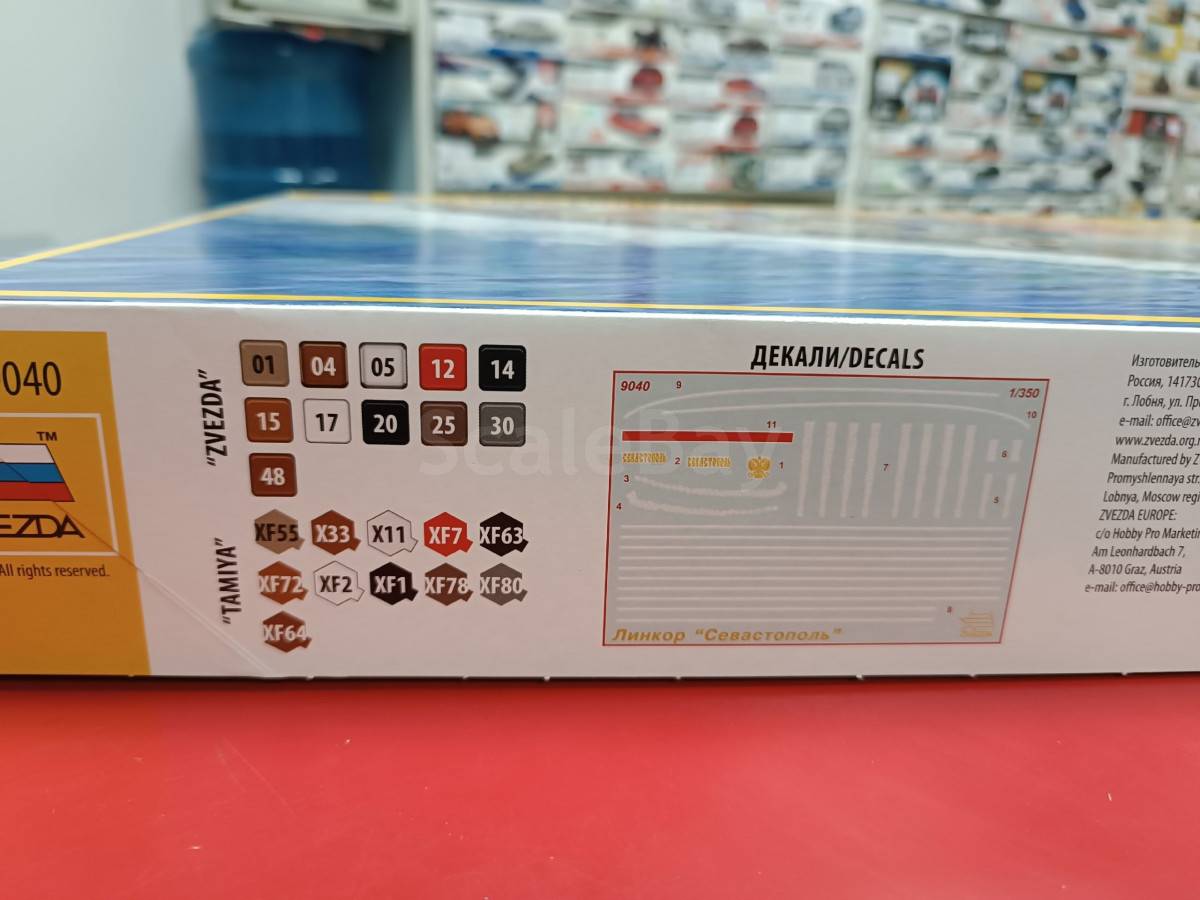 040
TM
ZVEZDA
All rights reserved.
"ZVEZDA"
01 04 05 12 14
15 17 20 25 30
48
"TAMIYA"
XF55 X33 X11 XF7 XF63
XF72 XF2 XF1 XF78 XF80
XF64
ScaleBay
ДЕКАЛИ/DECALS
9040 9 1/350
10
11
СЕВАСТОПОЛЬ 2 СЕВАСТОПОЛЬ 1 7 6
3
4 5
8
Линкор "Севастополь"
Изготовитель
Россия, 14173
г. Лобня, ул. Пр
e-mail: office@zv
www.zvezda.org.r
Manufactured by Z
Promyshlennaya str.
Lobnya, Moscow regi
ZVEZDA EUROPE:
c/o Hobby Pro Marketin
Am Leonhardbach 7,
A-8010 Graz, Austria
e-mail: office@hobby-pro